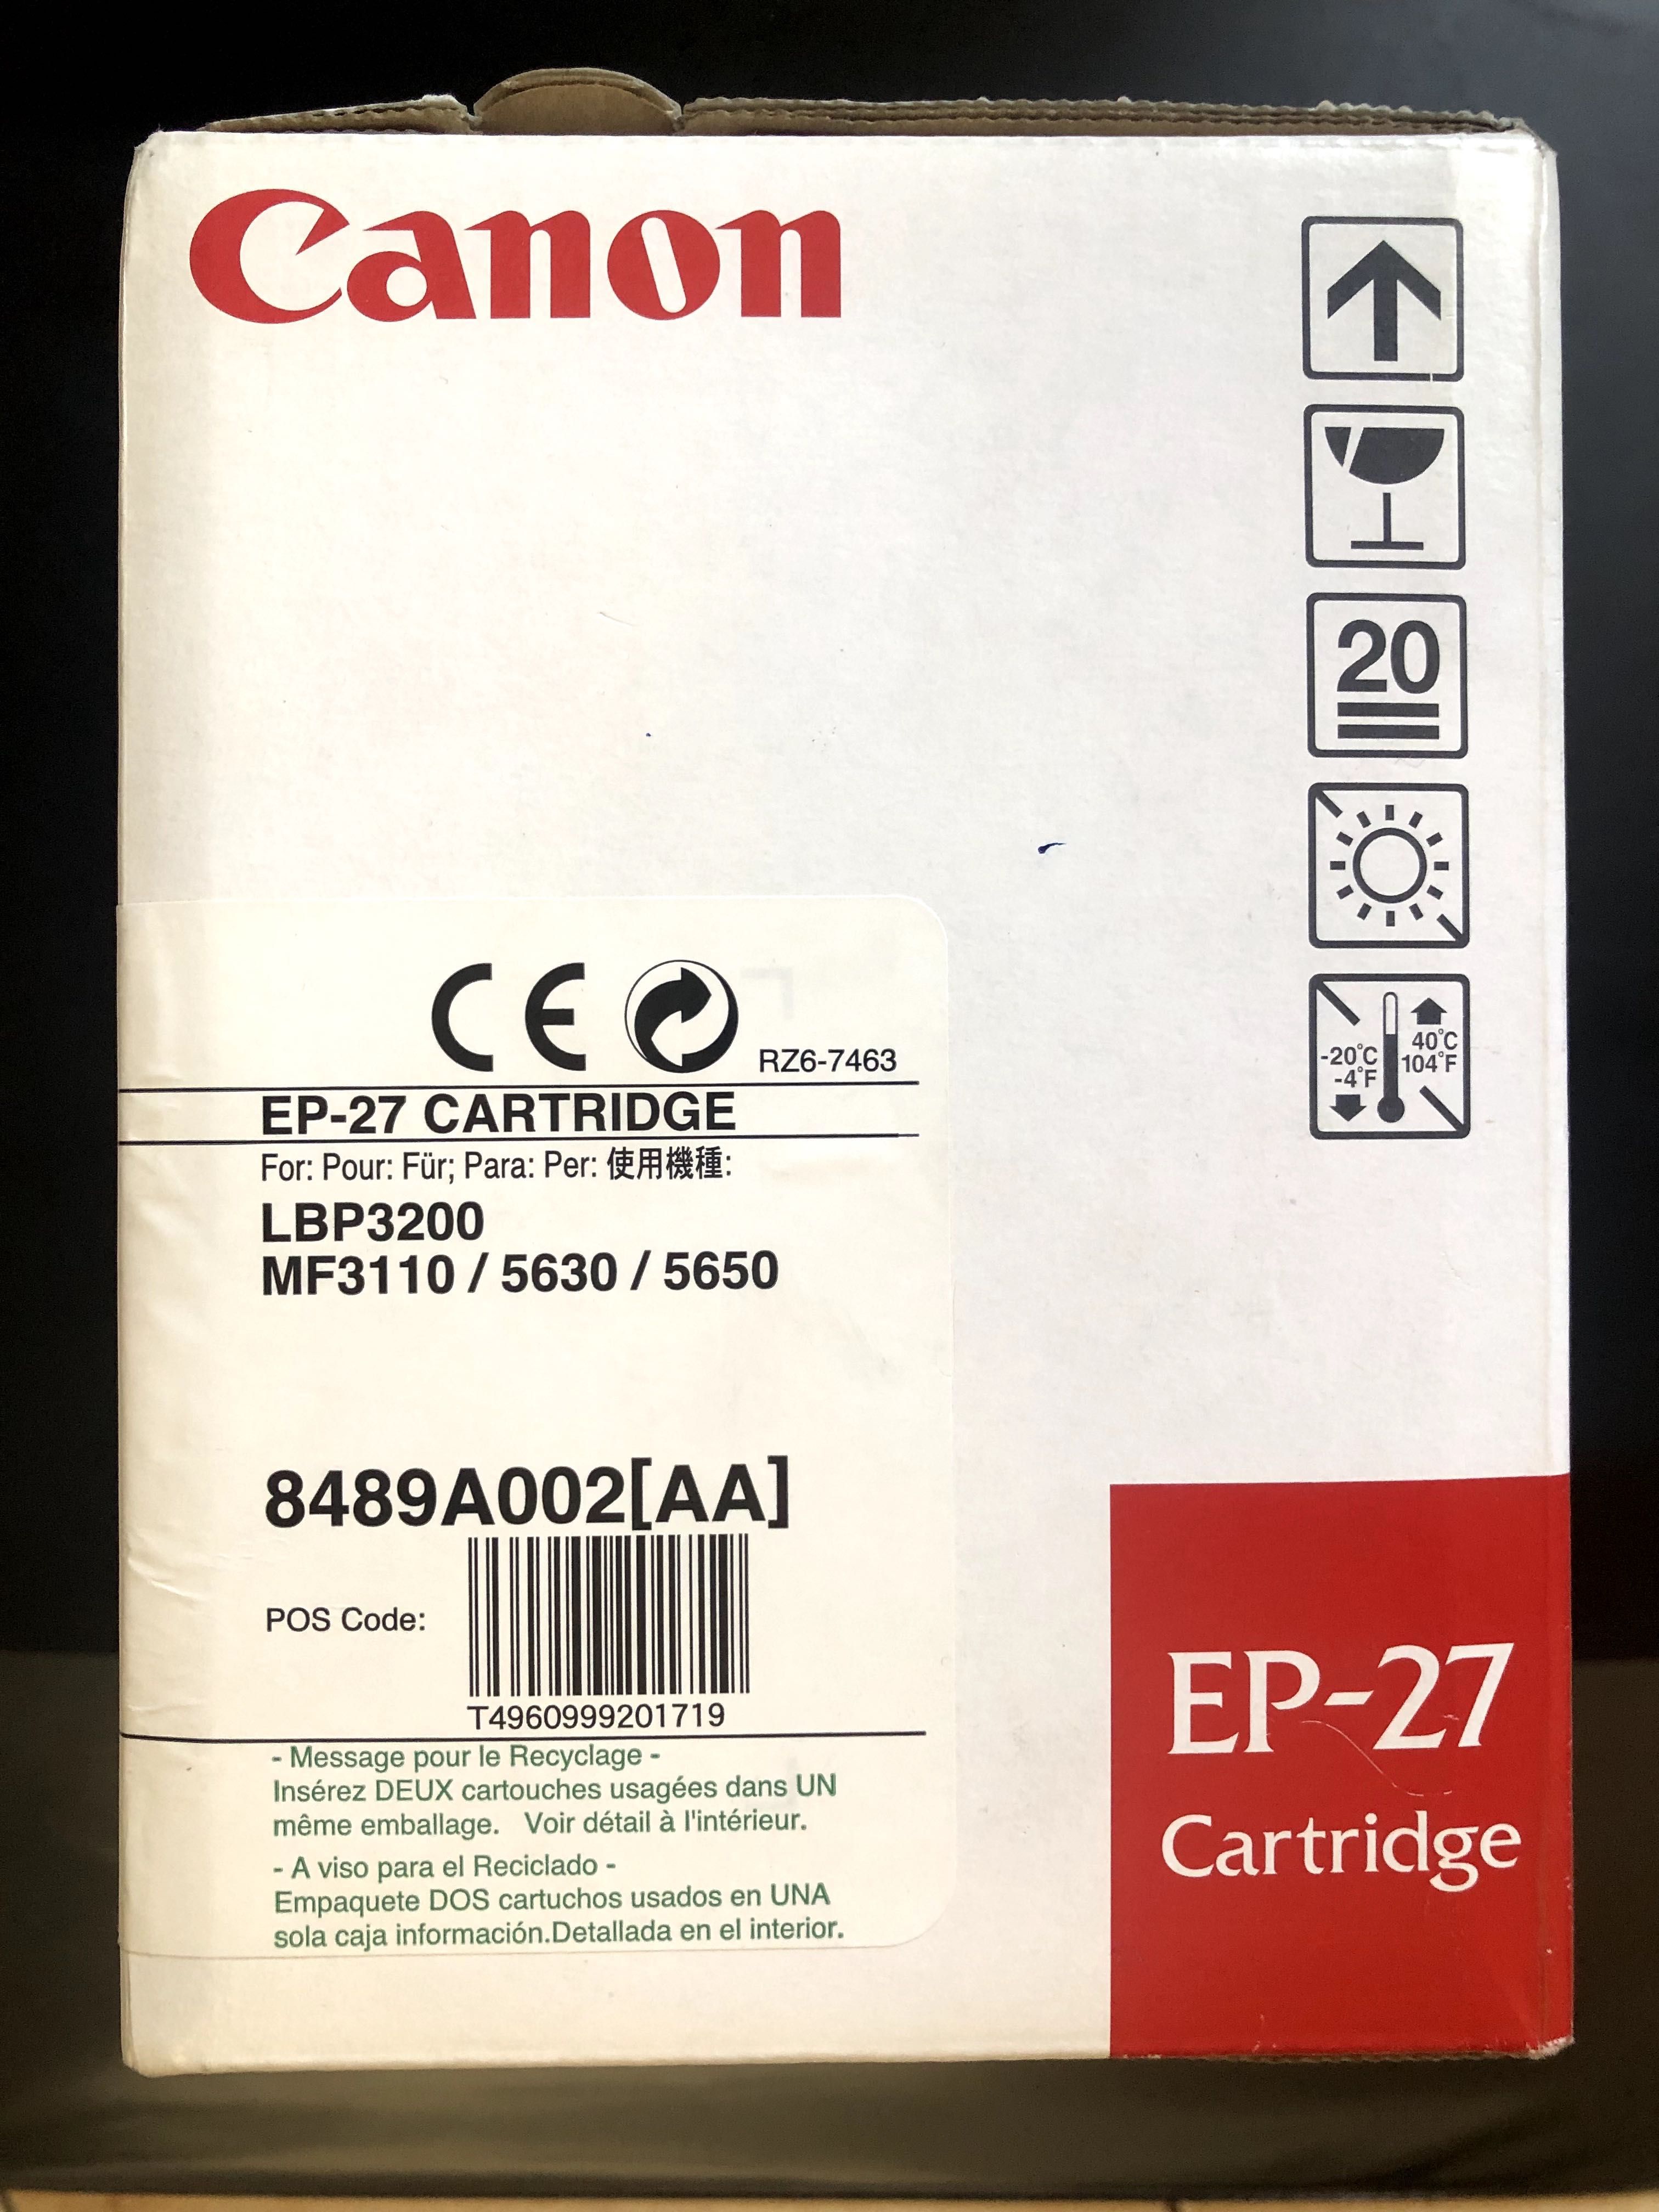 Canon
20
-20°C
-4°F
40°C
104°F
CE
RZ6-7463
EP-27 CARTRIDGE
For: Pour: Für; Para: Per: 使用機種:
LBP3200
MF3110 / 5630 / 5650
8489A002[AA]
POS Code:
T4960999201719
- Message pour le Recyclage -
Insérez DEUX cartouches usagées dans UN
même emballage. Voir détail à l'intérieur.
- A viso para el Reciclado -
Empaquete DOS cartuchos usados en UNA
sola caja información.Detallada en el interior.
EP-27
Cartridge